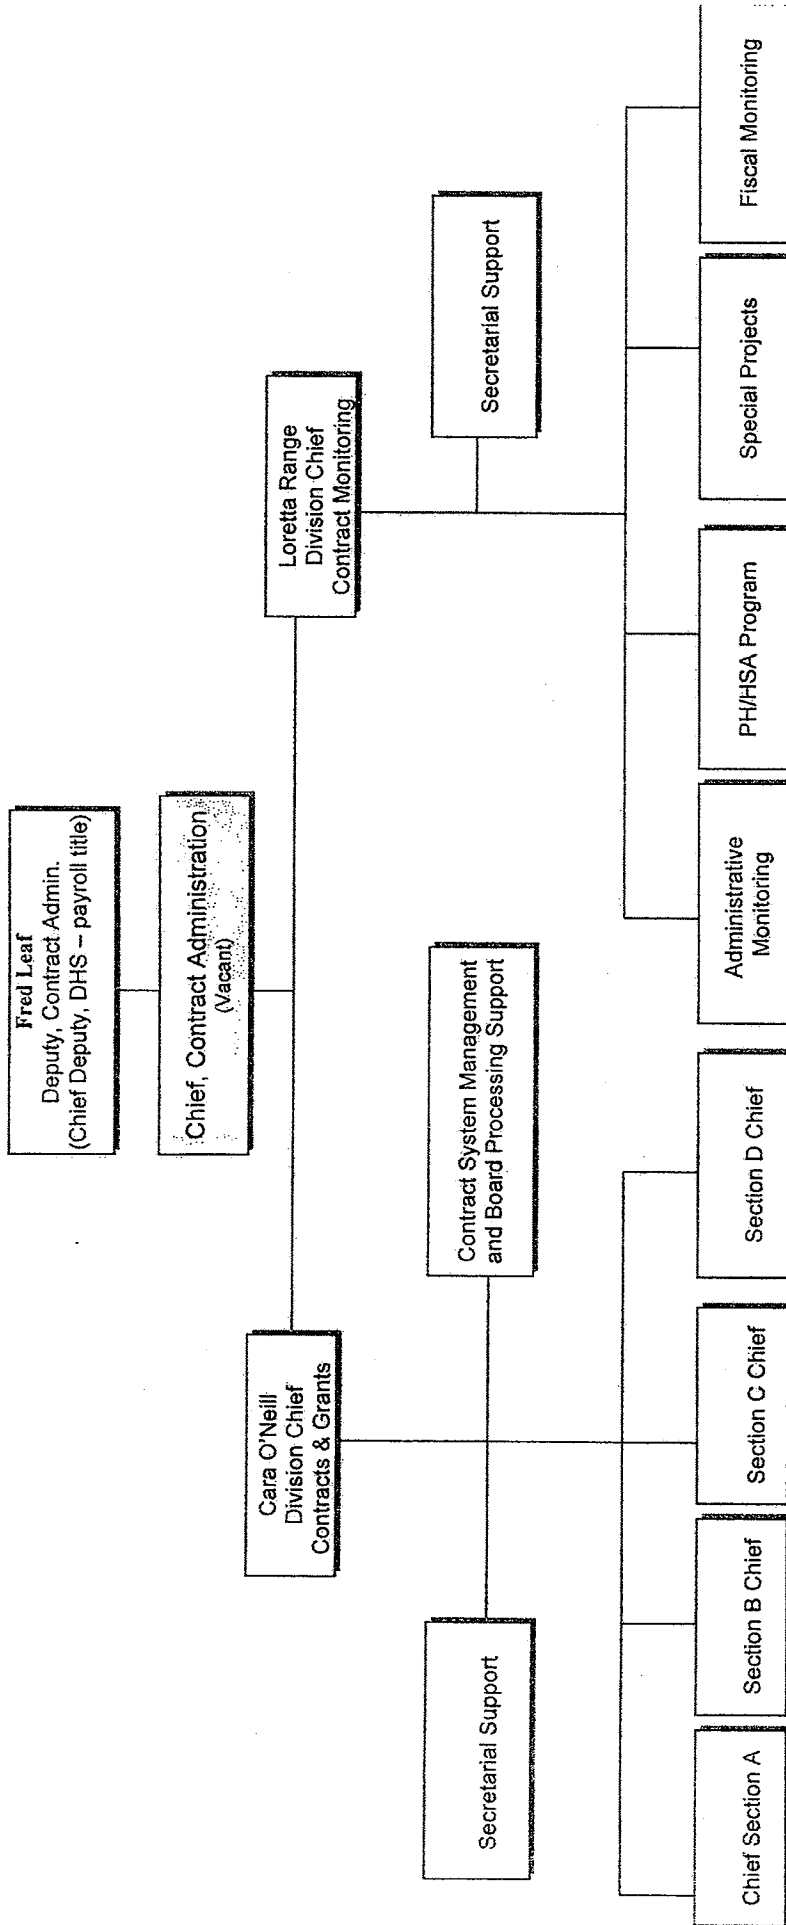 Fred Leaf
Deputy, Contract Admin.
(Chief Deputy, DHS – payroll title)
Chief, Contract Administration
(Vacant)
Cara O'Neill
Division Chief
Contracts & Grants
Loretta Range
Division Chief
Contract Monitoring
Secretarial Support
Contract System Management
and Board Processing Support
Secretarial Support
Chief Section A
Section B Chief
Section C Chief
Section D Chief
Administrative
Monitoring
PH/HSA Program
Special Projects
Fiscal Monitoring